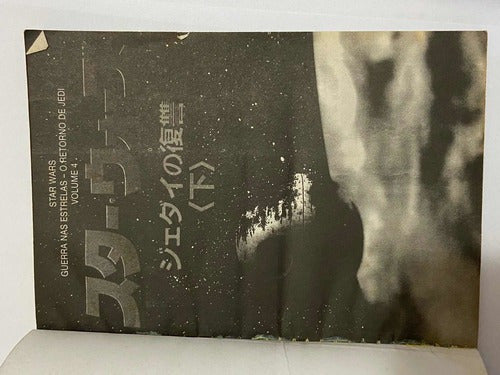 STAR WARS
GUERRA NAS ESTRELAS – O RETORNO DE JEDI
VOLUME 4
スター・ウォーズ
ジェダイの復讐
〈下〉